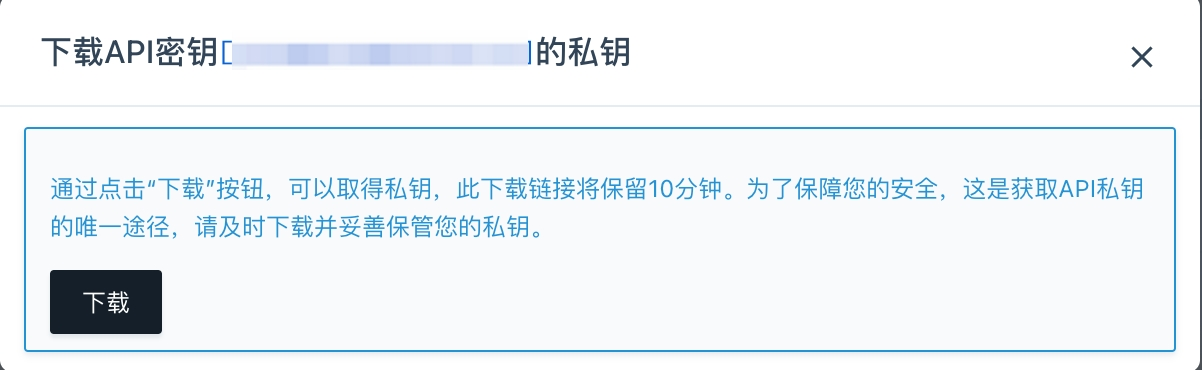 下载API密钥[]的私钥
通过点击“下载”按钮，可以取得私钥，此下载链接将保留10分钟。为了保障您的安全，这是获取API私钥
的唯一途径，请及时下载并妥善保管您的私钥。
下载